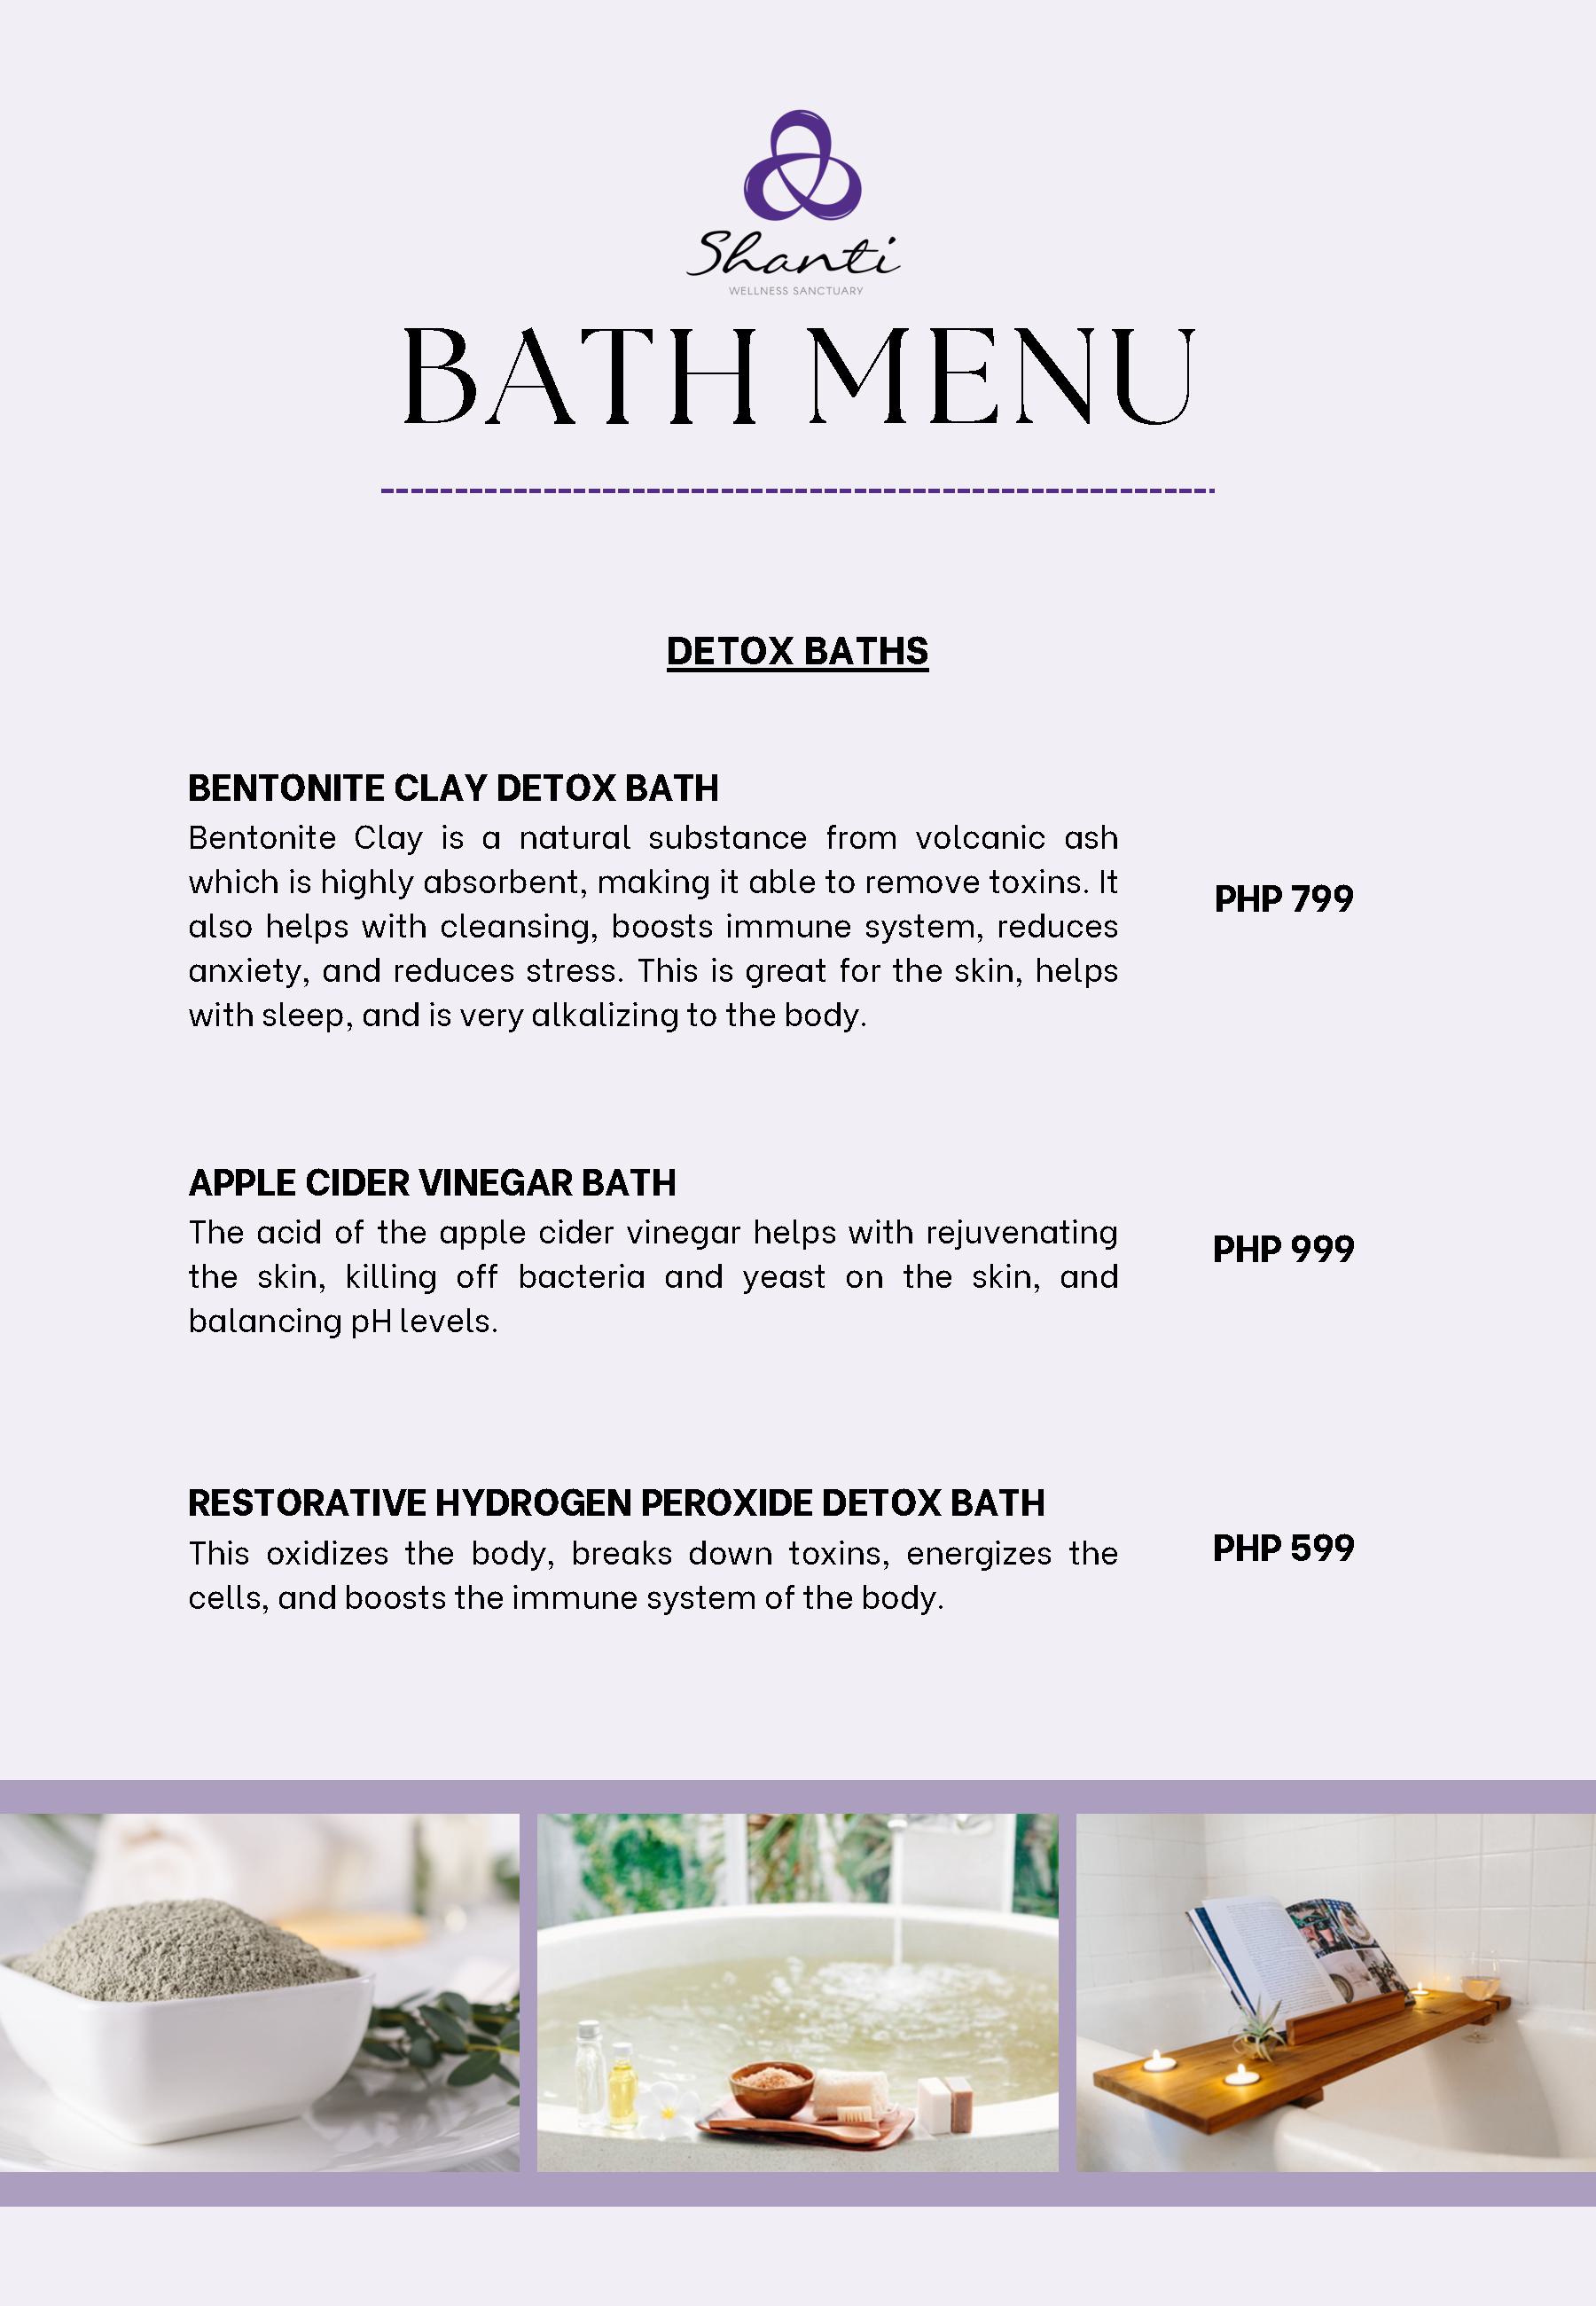 Shanti
WELLNESS SANCTUARY
BATH MENU
DETOX BATHS
BENTONITE CLAY DETOX BATH
Bentonite Clay is a natural substance from volcanic ash
which is highly absorbent, making it able to remove toxins. It
also helps with cleansing, boosts immune system, reduces
anxiety, and reduces stress. This is great for the skin, helps
with sleep, and is very alkalizing to the body.
PHP 799
APPLE CIDER VINEGAR BATH
The acid of the apple cider vinegar helps with rejuvenating
the skin, killing off bacteria and yeast on the skin, and
balancing pH levels.
PHP 999
RESTORATIVE HYDROGEN PEROXIDE DETOX BATH
This oxidizes the body, breaks down toxins, energizes the
cells, and boosts the immune system of the body.
PHP 599